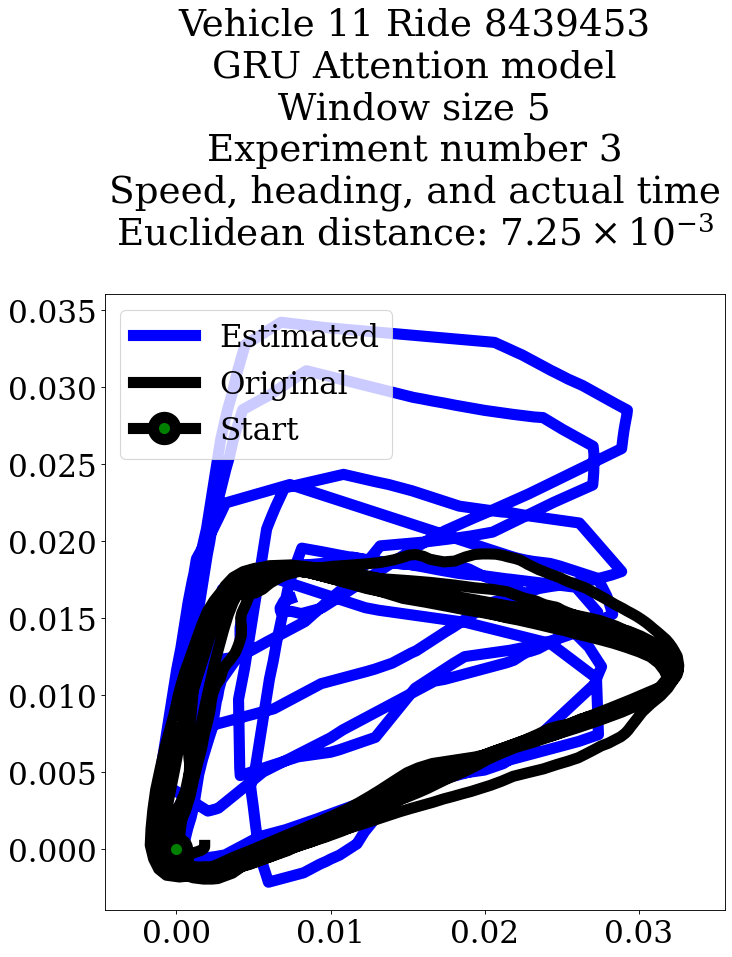 Vehicle 11 Ride 8439453
GRU Attention model
Window size 5
Experiment number 3
Speed, heading, and actual time
Euclidean distance: 7.25 × 10⁻³
0.035
0.030
0.025
0.020
0.015
0.010
0.005
0.000
Estimated
Original
Start
0.00 0.01 0.02 0.03